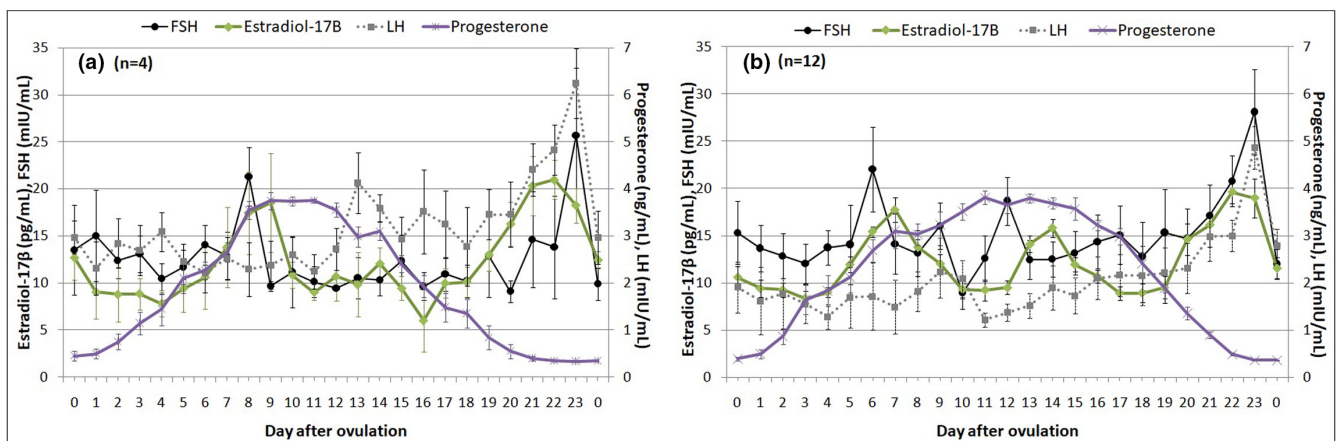 FSH Estradiol-17B LH Progesterone
(a) (n=4)
Estradiol-17β (pg/mL), FSH (mIU/mL)
35
30
25
20
15
10
5
0
7
6
5
4
3
2
1
0
Progesterone (ng/mL), LH (mIU/mL)
0 1 2 3 4 5 6 7 8 9 10 11 12 13 14 15 16 17 18 19 20 21 22 23 0
Day after ovulation
FSH Estradiol-17B LH Progesterone
(b) (n=12)
Estradiol-17β (pg/mL), FSH (mIU/mL)
35
30
25
20
15
10
5
0
7
6
5
4
3
2
1
0
Progesterone (ng/mL), LH (mIU/mL)
0 1 2 3 4 5 6 7 8 9 10 11 12 13 14 15 16 17 18 19 20 21 22 23 0
Day after ovulation